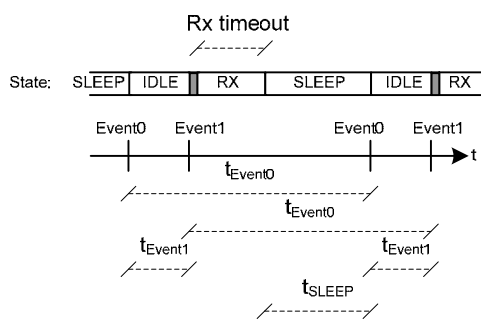 Rx timeout
State: SLEEP IDLE RX SLEEP IDLE RX
Event0 Event1 Event0 Event1
t
tEvent0
tEvent0
tEvent1 tEvent1
tSLEEP